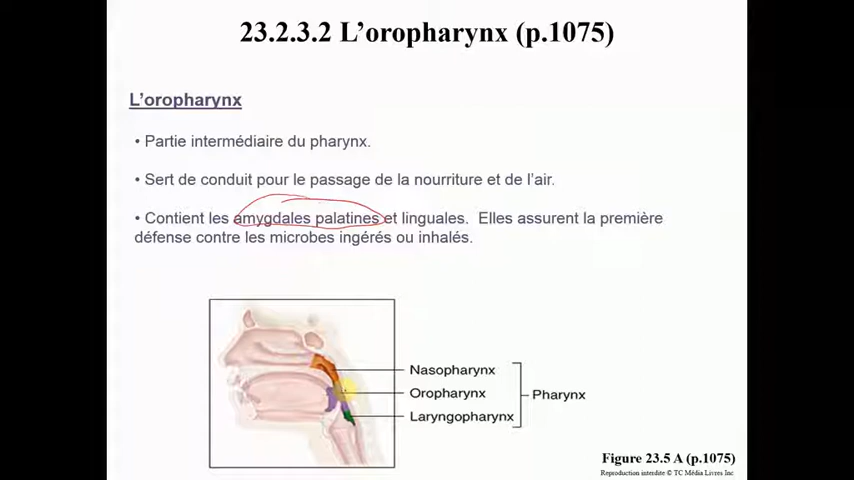 23.2.3.2 L’oropharynx (p.1075)
L’oropharynx
• Partie intermédiaire du pharynx.
• Sert de conduit pour le passage de la nourriture et de l’air.
• Contient les amygdales palatines et linguales. Elles assurent la première
défense contre les microbes ingérés ou inhalés.
Nasopharynx
Oropharynx
Pharynx
Laryngopharynx
Figure 23.5 A (p.1075)
Reproduction interdite © TC Média Livres Inc